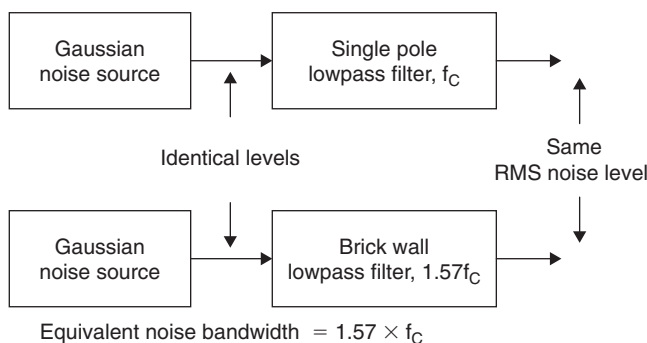 Gaussian
noise source
Single pole
lowpass filter, fC
Identical levels
Same
RMS noise level
Gaussian
noise source
Brick wall
lowpass filter, 1.57fC
Equivalent noise bandwidth = 1.57 × fC